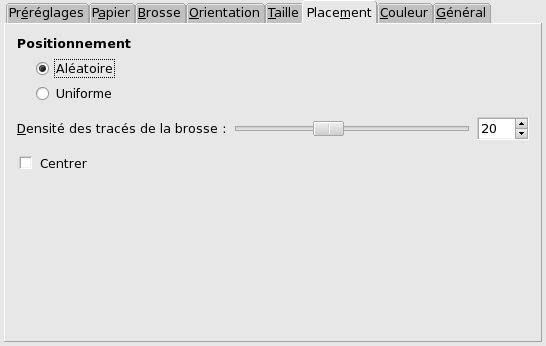 Préréglages Papier Brosse Orientation Taille Placement Couleur Général
Positionnement
Aléatoire
Uniforme
Densité des tracés de la brosse : 20
Centrer